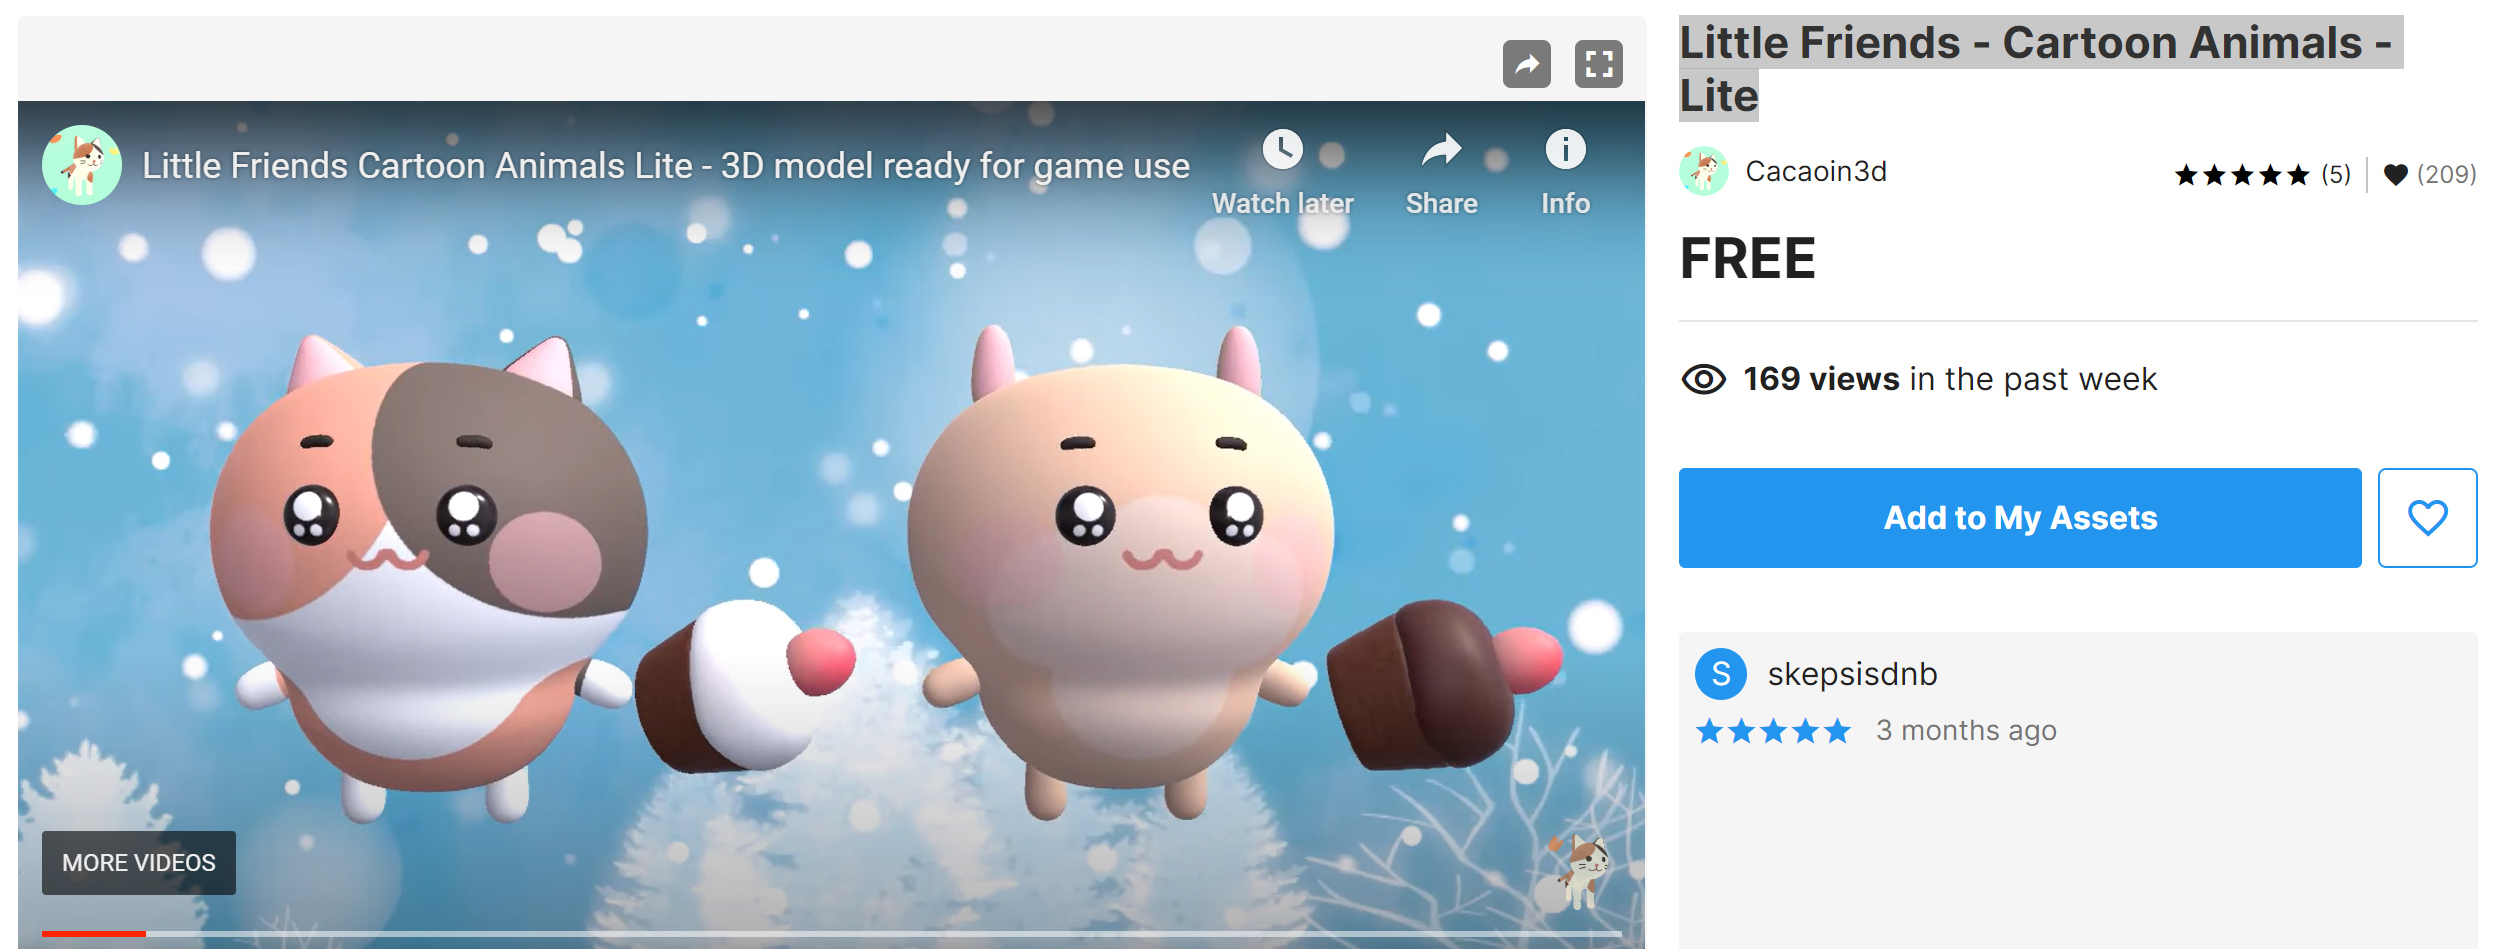 Little Friends Cartoon Animals Lite - 3D model ready for game use
Watch later
Share
Info
MORE VIDEOS
Little Friends - Cartoon Animals -
Lite
Cacaoin3d
(5)
(209)
FREE
169 views in the past week
Add to My Assets
S
skepsisdnb
3 months ago